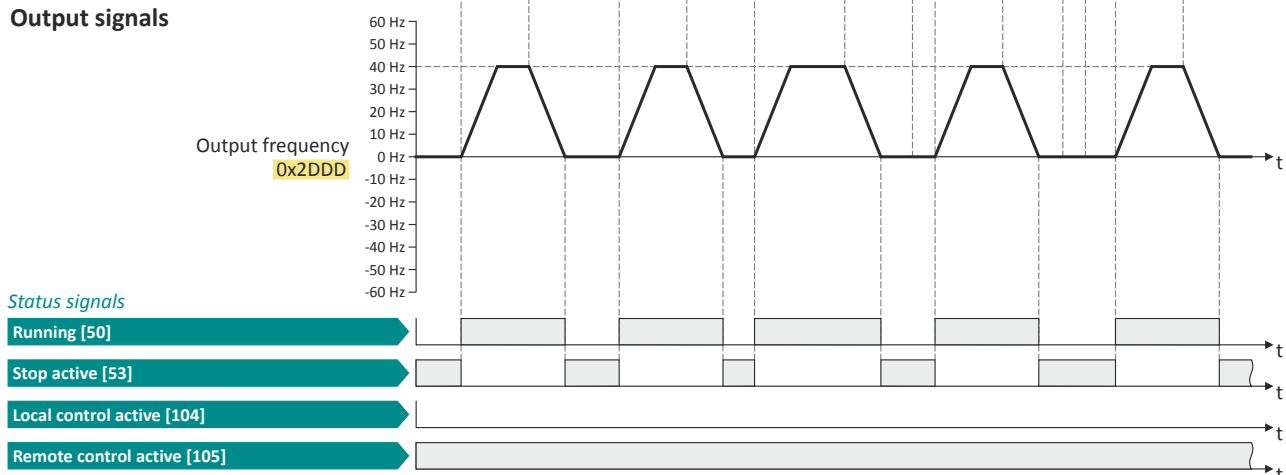 Output signals
60 Hz
50 Hz
40 Hz
30 Hz
20 Hz
10 Hz
0 Hz
-10 Hz
-20 Hz
-30 Hz
-40 Hz
-50 Hz
-60 Hz
Output frequency
0x2DDD
t
Status signals
Running [50]
t
Stop active [53]
t
Local control active [104]
t
Remote control active [105]
t